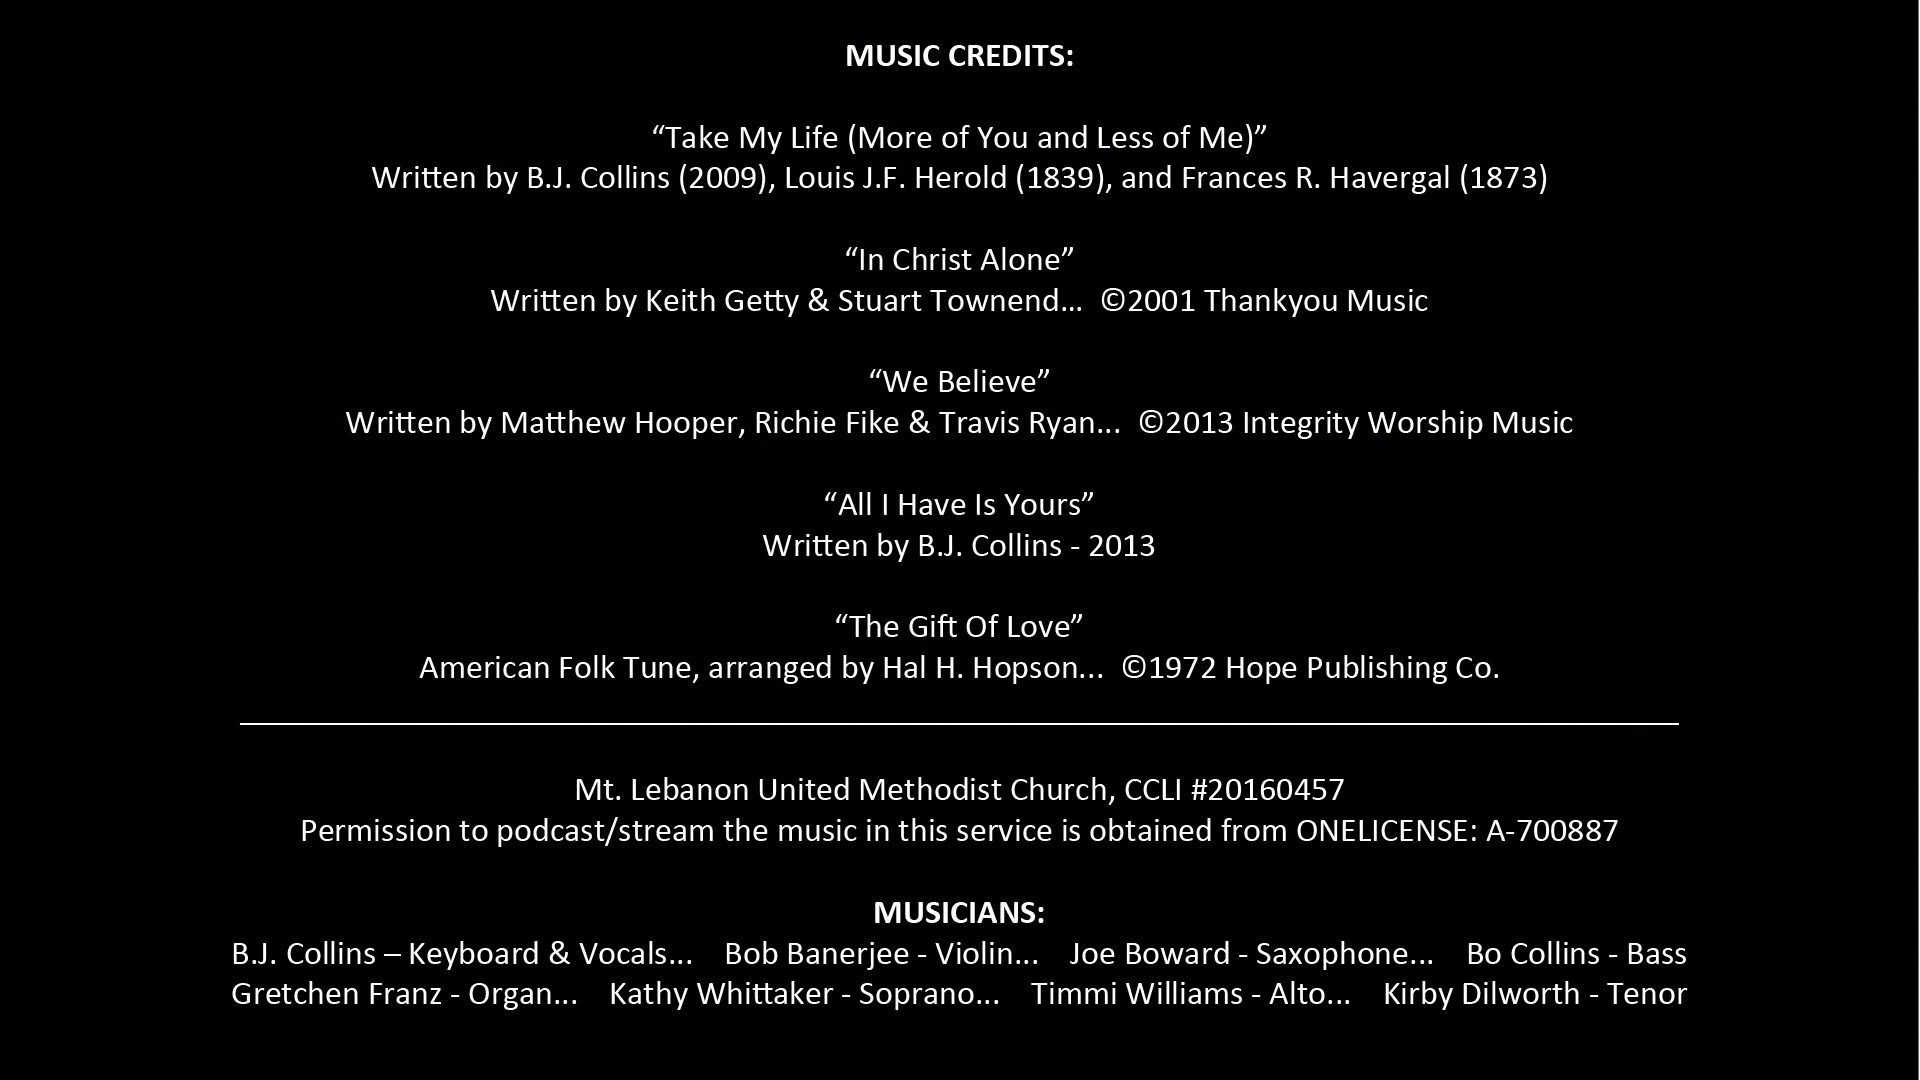 MUSIC CREDITS:
“Take My Life (More of You and Less of Me)”
Written by B.J. Collins (2009), Louis J.F. Herold (1839), and Frances R. Havergal (1873)
“In Christ Alone”
Written by Keith Getty & Stuart Townend...  ©2001 Thankyou Music
“We Believe”
Written by Matthew Hooper, Richie Fike & Travis Ryan...  ©2013 Integrity Worship Music
“All I Have Is Yours”
Written by B.J. Collins - 2013
“The Gift Of Love”
American Folk Tune, arranged by Hal H. Hopson...  ©1972 Hope Publishing Co.
Mt. Lebanon United Methodist Church, CCLI #20160457
Permission to podcast/stream the music in this service is obtained from ONELICENSE: A-700887
MUSICIANS:
B.J. Collins – Keyboard & Vocals...    Bob Banerjee - Violin...    Joe Boward - Saxophone...    Bo Collins - Bass
Gretchen Franz - Organ...    Kathy Whittaker - Soprano...    Timmi Williams - Alto...    Kirby Dilworth - Tenor